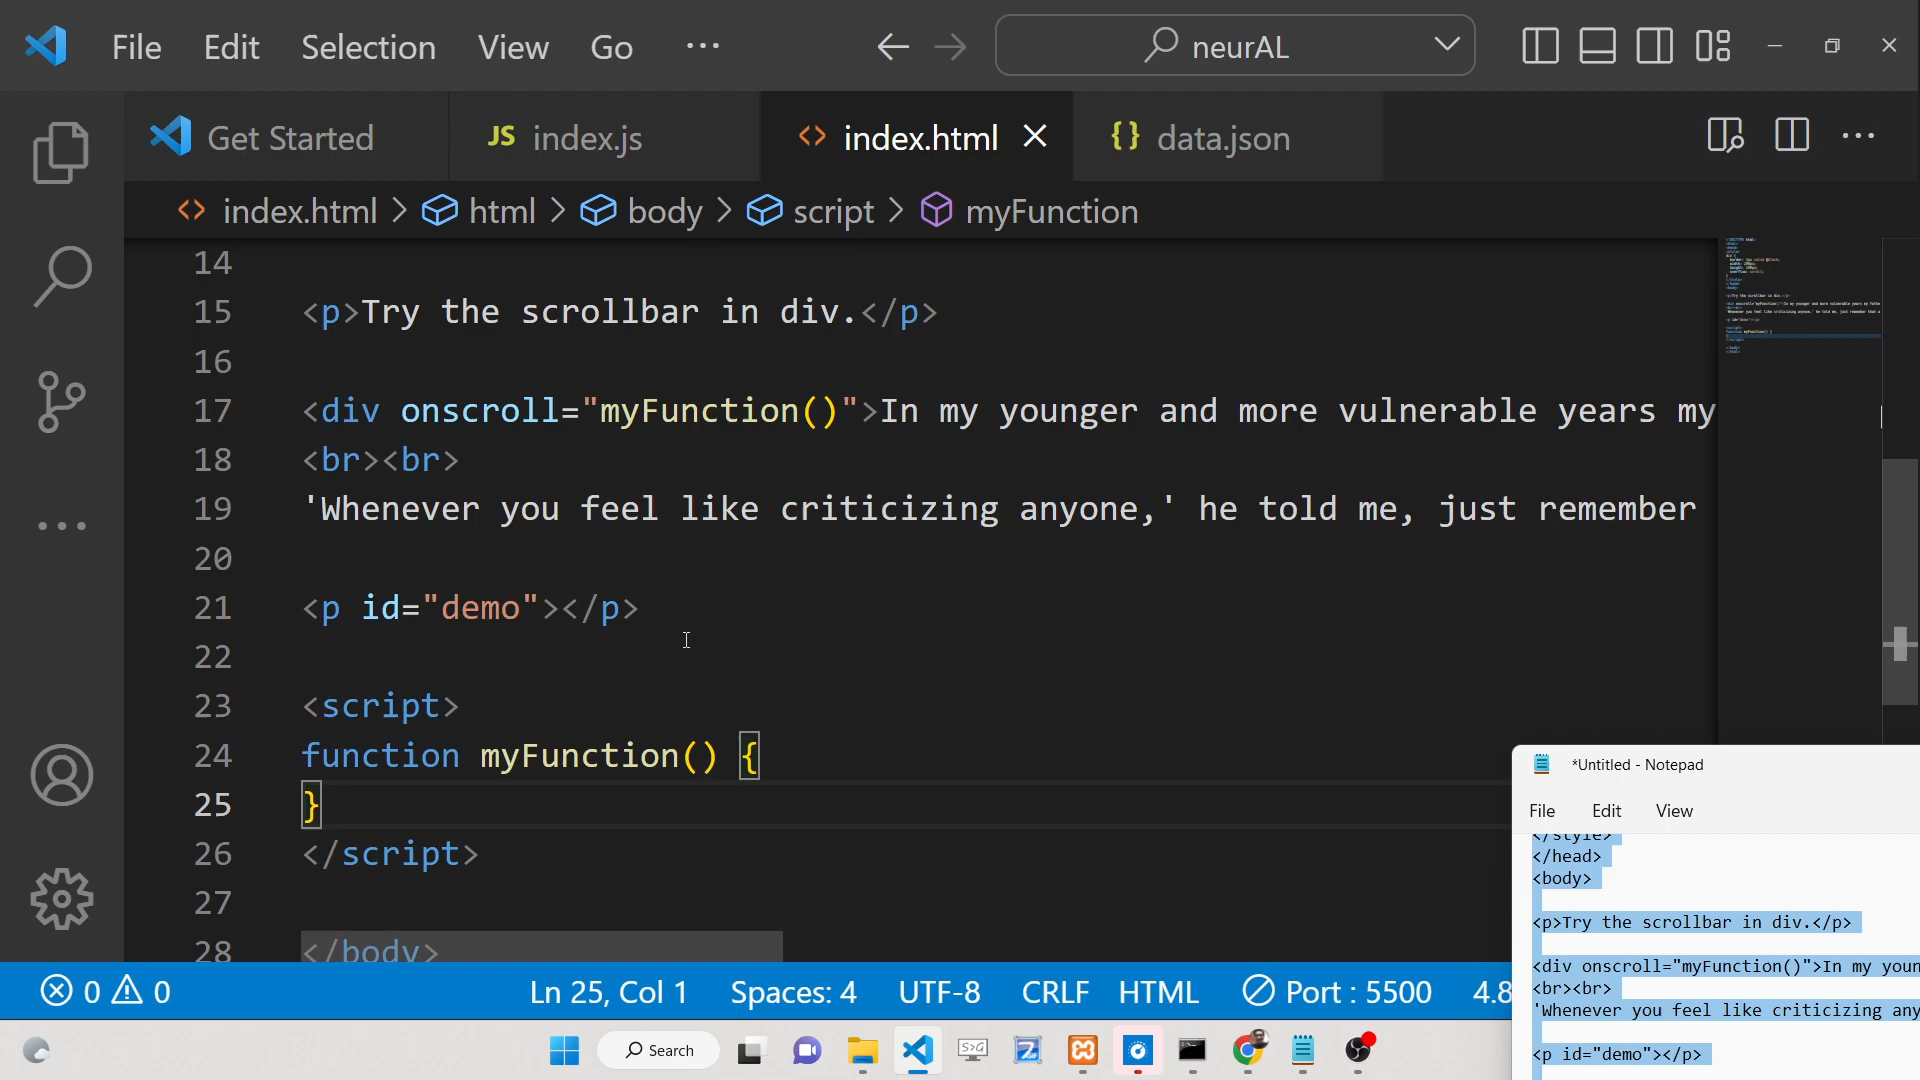 File Edit Selection View Go ··· neurAL
Get Started JS index.js index.html {} data.json
index.html > html > body > script > myFunction
14
15 <p>Try the scrollbar in div.</p>
16
17 <div onscroll="myFunction()">In my younger and more vulnerable years my
18 <br><br>
19 'Whenever you feel like criticizing anyone,' he told me, just remember
20
21 <p id="demo"></p>
22
23 <script>
24 function myFunction() {
25 }
26 </script>
27
28 </body>
0 0 Ln 25, Col 1 Spaces: 4 UTF-8 CRLF HTML Port : 5500 4.8
*Untitled - Notepad
File Edit View
</style>
</head>
<body>
<p>Try the scrollbar in div.</p>
<div onscroll="myFunction()">In my youn
<br><br>
'Whenever you feel like criticizing any
<p id="demo"></p>
Search